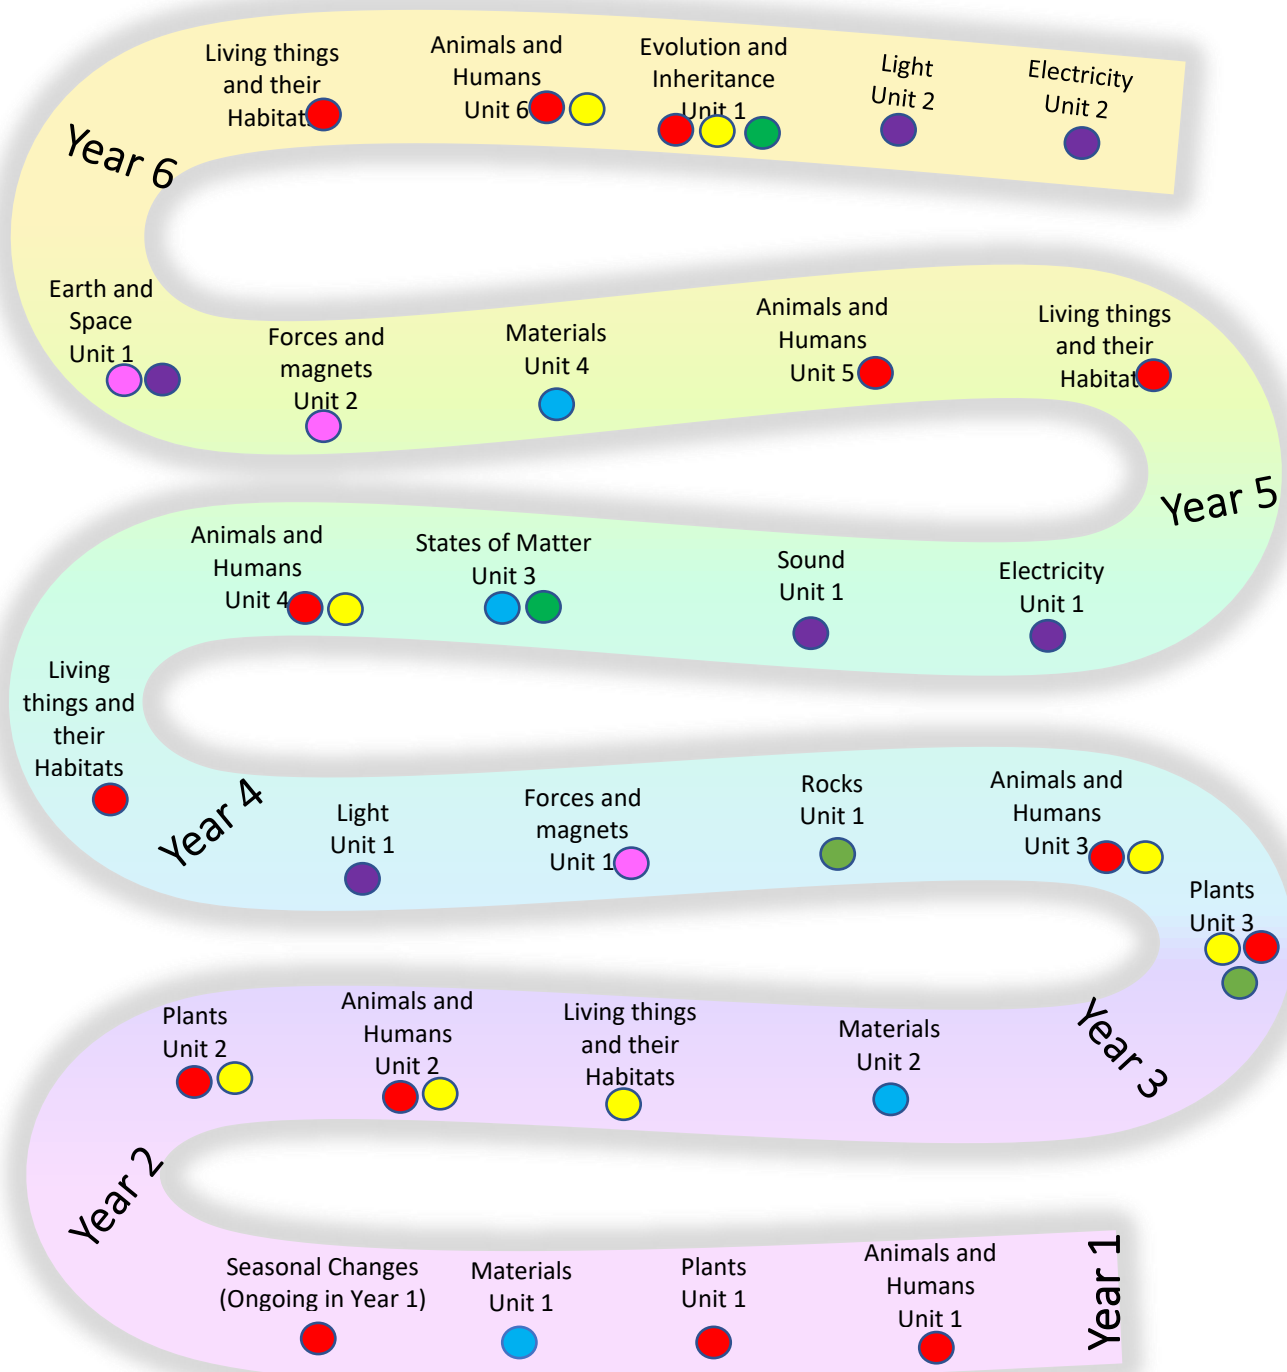 Living things
and their
Habitat
Animals and
Humans
Unit 6
Evolution and
Inheritance
Unit 1
Light
Unit 2
Electricity
Unit 2
Year 6
Earth and
Space
Unit 1
Forces and
magnets
Unit 2
Materials
Unit 4
Animals and
Humans
Unit 5
Living things
and their
Habitat
Year 5
Animals and
Humans
Unit 4
States of Matter
Unit 3
Sound
Unit 1
Electricity
Unit 1
Living
things and
their
Habitats
Year 4
Light
Unit 1
Forces and
magnets
Unit 1
Rocks
Unit 1
Animals and
Humans
Unit 3
Plants
Unit 3
Year 3
Plants
Unit 2
Animals and
Humans
Unit 2
Living things
and their
Habitats
Materials
Unit 2
Year 2
Seasonal Changes
(Ongoing in Year 1)
Materials
Unit 1
Plants
Unit 1
Animals and
Humans
Unit 1
Year 1